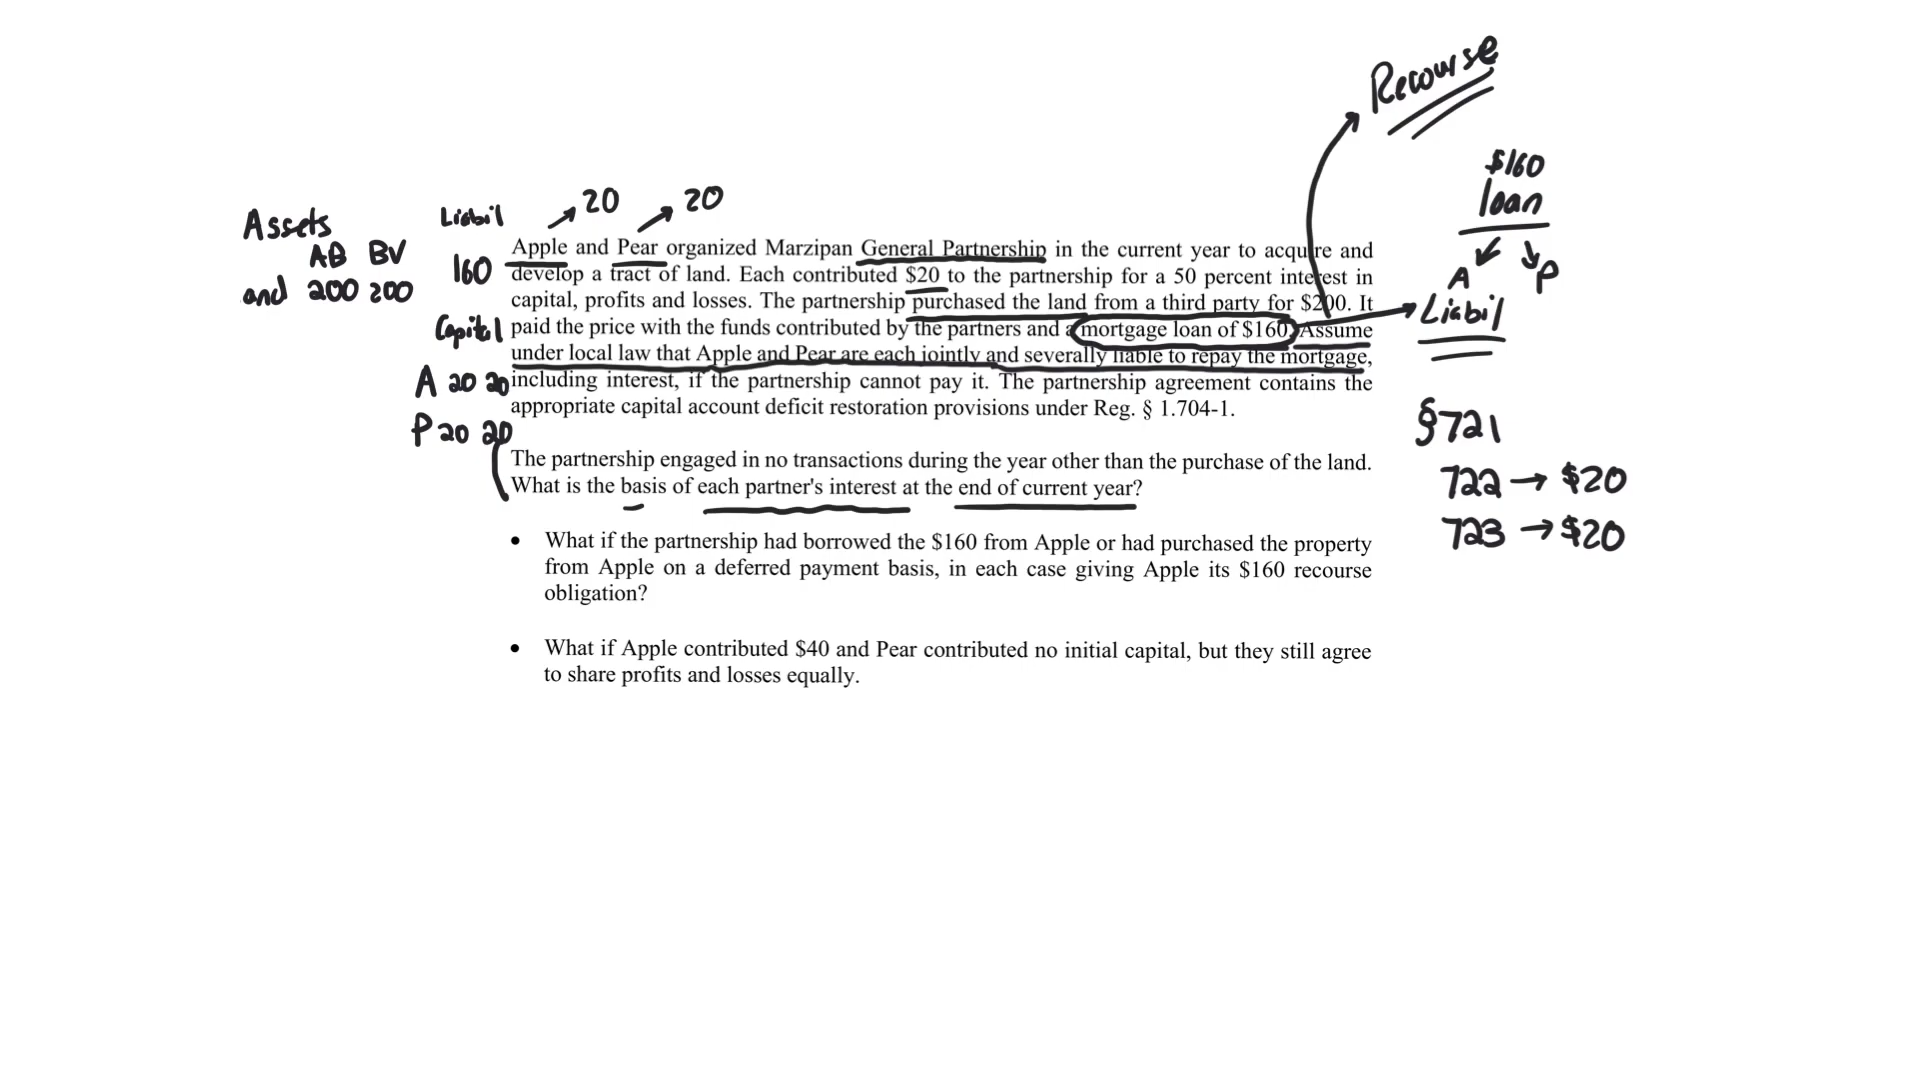 Recourse
$160
loan
20 20
Assets Liabil
AB BV
and 200 200
160
A P
Liabil
Apple and Pear organized Marzipan General Partnership in the current year to acquire and
develop a tract of land. Each contributed $20 to the partnership for a 50 percent interest in
capital, profits and losses. The partnership purchased the land from a third party for $200. It
paid the price with the funds contributed by the partners and a mortgage loan of $160. Assume
under local law that Apple and Pear are each jointly and severally liable to repay the mortgage,
including interest, if the partnership cannot pay it. The partnership agreement contains the
appropriate capital account deficit restoration provisions under Reg. § 1.704-1.
Capital
A 20 20
P 20 20
§721
722 → $20
723 → $20
The partnership engaged in no transactions during the year other than the purchase of the land.
What is the basis of each partner's interest at the end of current year?
• What if the partnership had borrowed the $160 from Apple or had purchased the property
from Apple on a deferred payment basis, in each case giving Apple its $160 recourse
obligation?
• What if Apple contributed $40 and Pear contributed no initial capital, but they still agree
to share profits and losses equally.